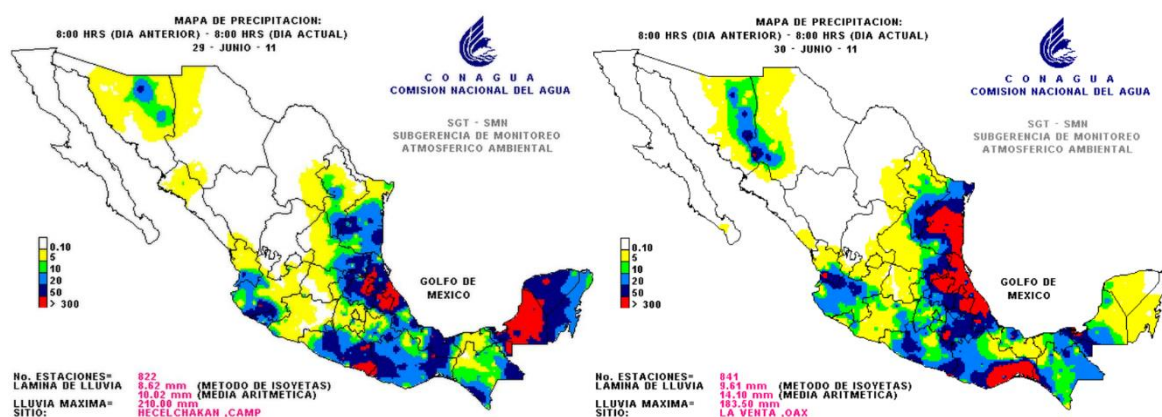 MAPA DE PRECIPITACION:
8:00 HRS (DIA ANTERIOR) - 8:00 HRS (DIA ACTUAL)
29 - JUNIO - 11
CONAGUA
COMISION NACIONAL DEL AGUA
SGT - SMN
SUBGERENCIA DE MONITOREO
ATMOSFERICO AMBIENTAL
0.10
5
10
20
50
> 300
GOLFO DE
MEXICO
No. ESTACIONES= 822
LAMINA DE LLUVIA 8.62 mm (METODO DE ISOYETAS)
10.02 mm (MEDIA ARITMETICA)
LLUVIA MAXIMA= 210.00 mm
SITIO: HECELCHAKAN ,CAMP
MAPA DE PRECIPITACION:
8:00 HRS (DIA ANTERIOR) - 8:00 HRS (DIA ACTUAL)
30 - JUNIO - 11
CONAGUA
COMISION NACIONAL DEL AGUA
SGT - SMN
SUBGERENCIA DE MONITOREO
ATMOSFERICO AMBIENTAL
0.10
5
10
20
50
> 300
GOLFO DE
MEXICO
No. ESTACIONES= 841
LAMINA DE LLUVIA 9.61 mm (METODO DE ISOYETAS)
14.10 mm (MEDIA ARITMETICA)
LLUVIA MAXIMA= 183.50 mm
SITIO: LA VENTA ,OAX